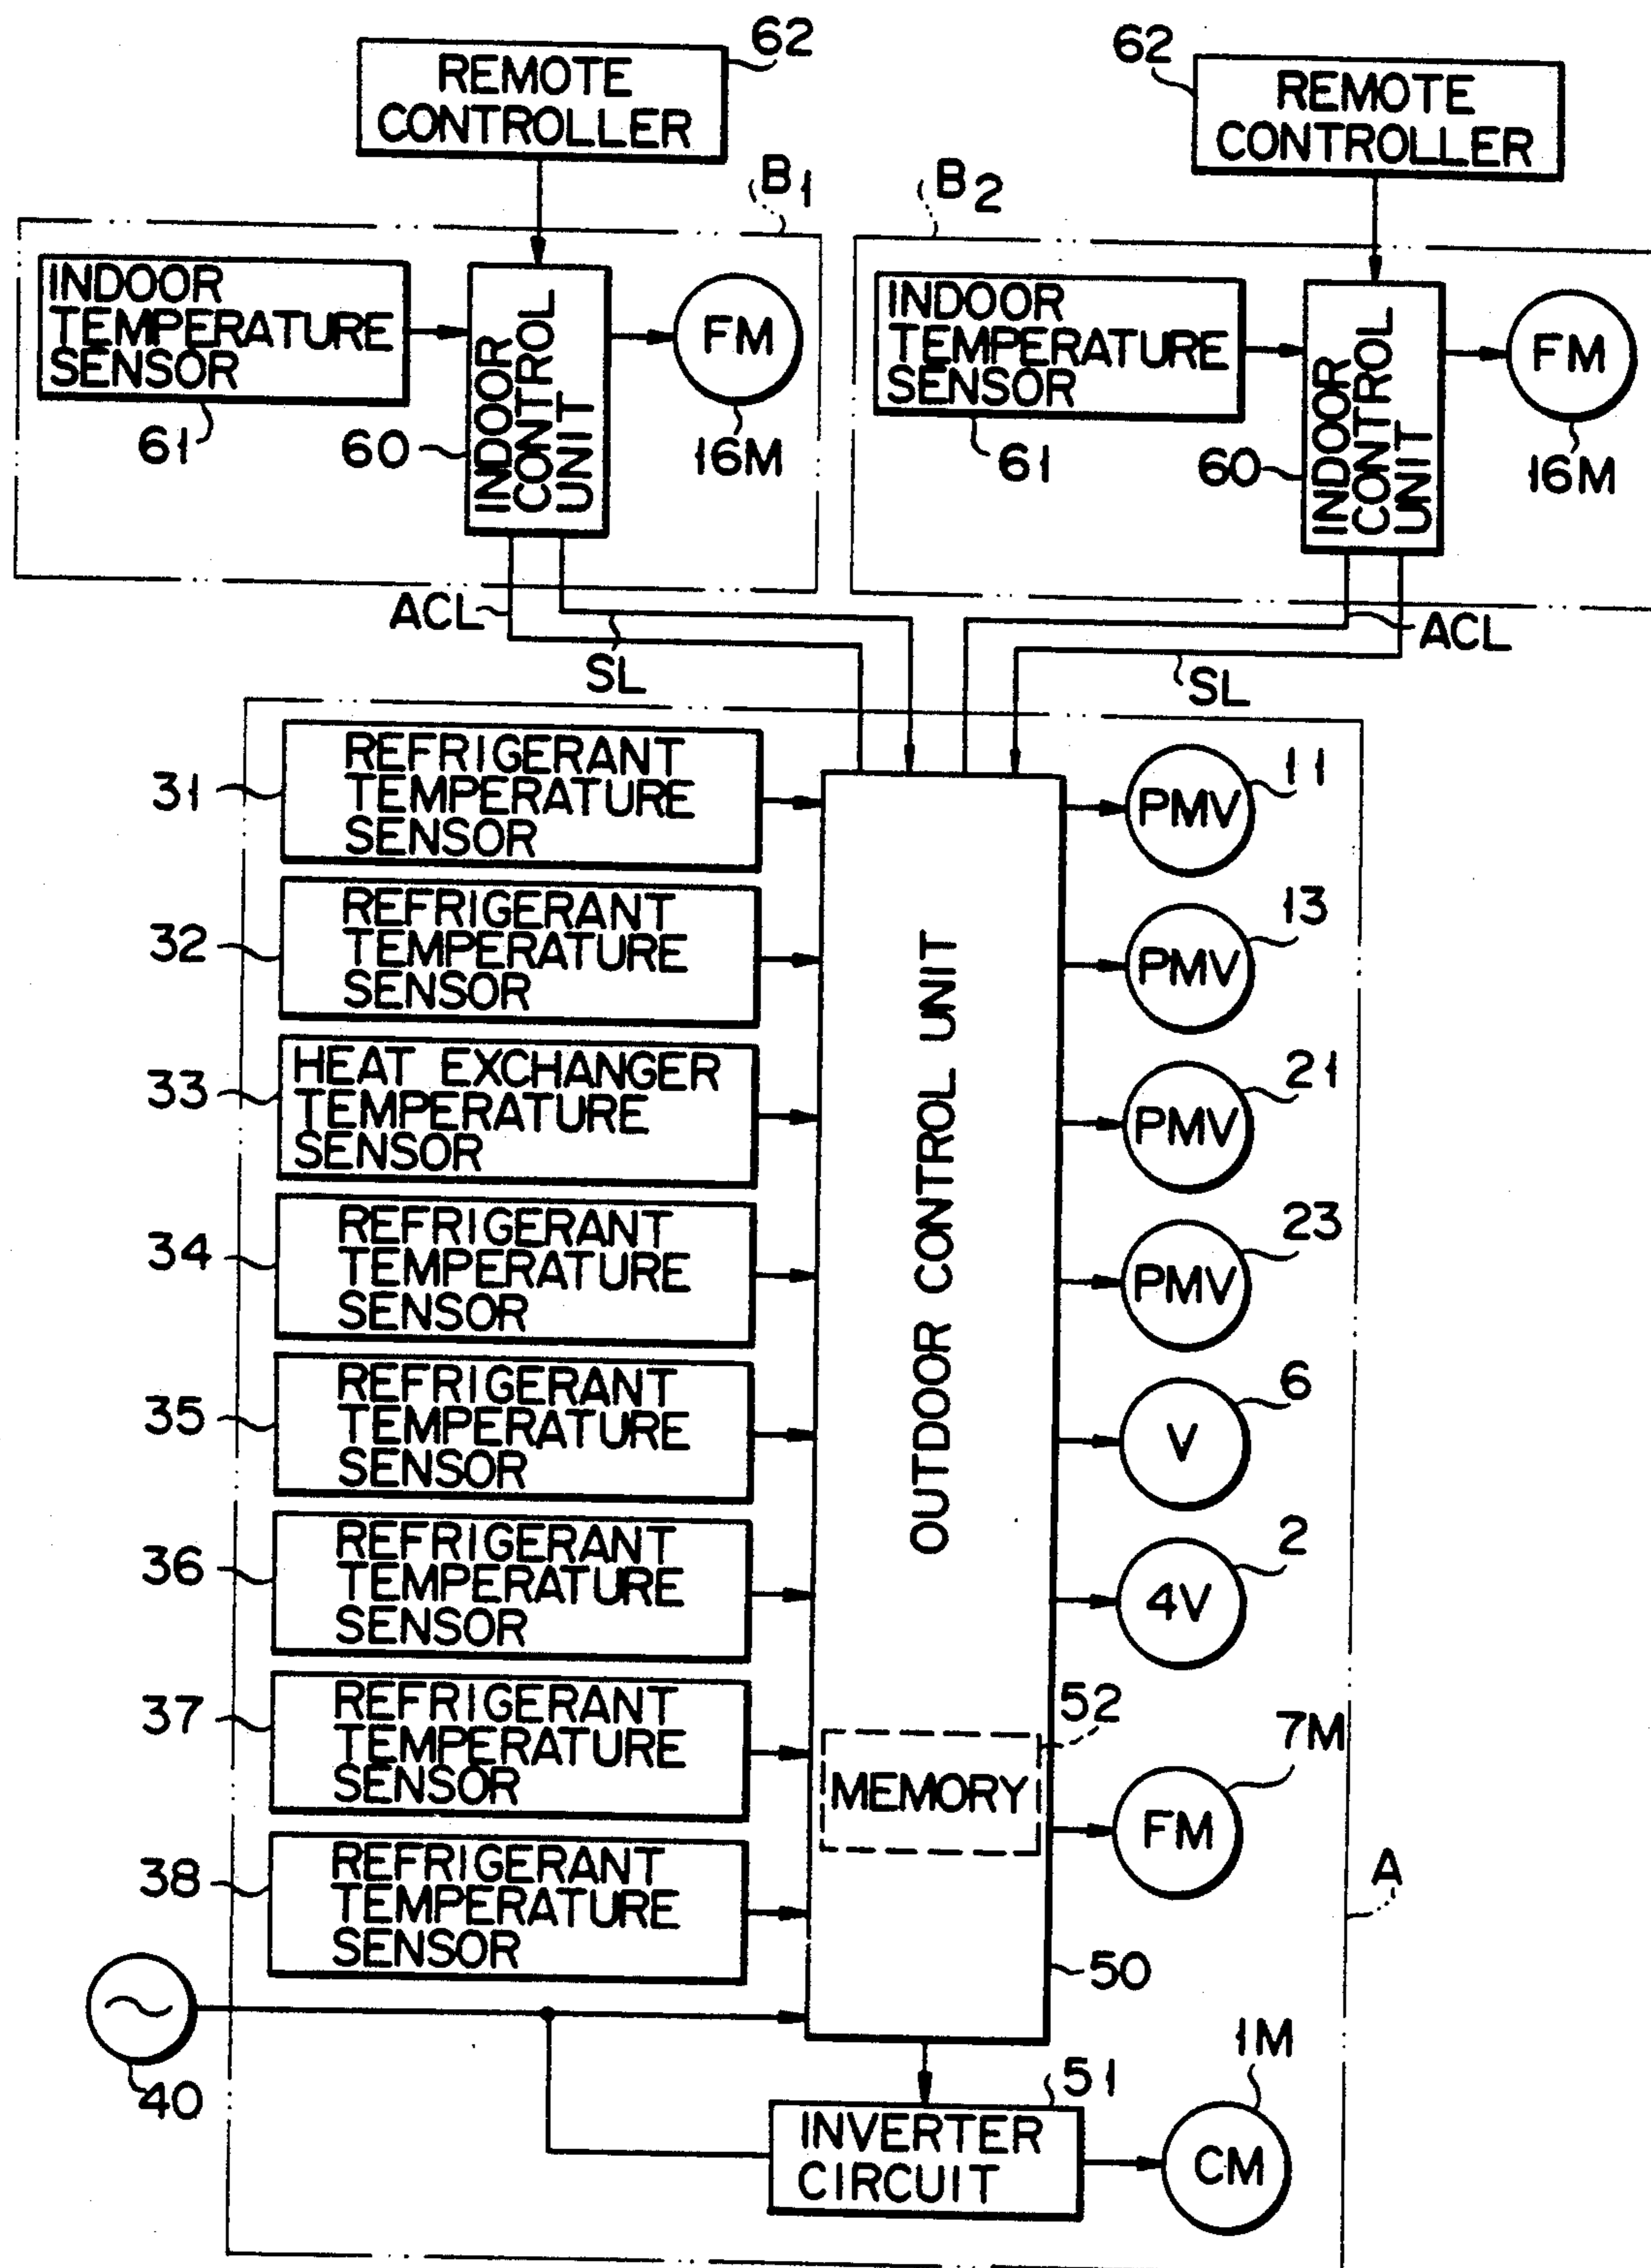 REMOTE
CONTROLLER
62
62
REMOTE
CONTROLLER
B1
B2
INDOOR
TEMPERATURE
SENSOR
61
INDOOR
CONTROL
UNIT
60
FM
16M
INDOOR
TEMPERATURE
SENSOR
61
INDOOR
CONTROL
UNIT
60
FM
16M
ACL
SL
ACL
SL
31
REFRIGERANT
TEMPERATURE
SENSOR
32
REFRIGERANT
TEMPERATURE
SENSOR
33
HEAT EXCHANGER
TEMPERATURE
SENSOR
34
REFRIGERANT
TEMPERATURE
SENSOR
35
REFRIGERANT
TEMPERATURE
SENSOR
36
REFRIGERANT
TEMPERATURE
SENSOR
37
REFRIGERANT
TEMPERATURE
SENSOR
38
REFRIGERANT
TEMPERATURE
SENSOR
OUTDOOR CONTROL UNIT
MEMORY
52
50
PMV
11
PMV
13
PMV
21
PMV
23
V
6
4V
2
FM
7M
A
40
INVERTER
CIRCUIT
51
CM
1M